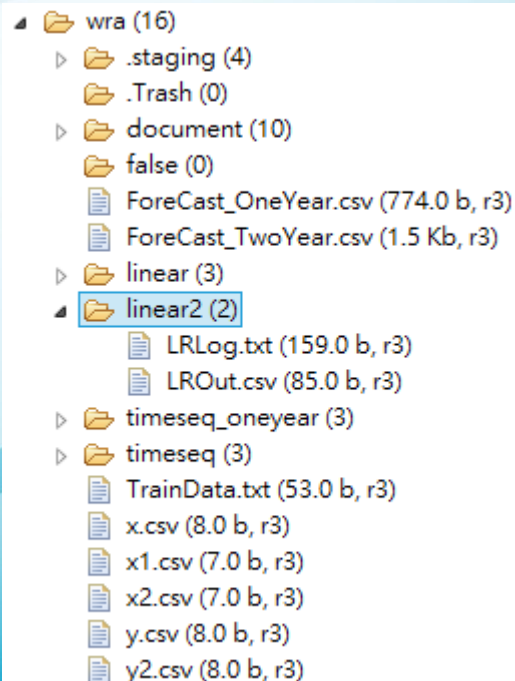 wra (16)
.staging (4)
.Trash (0)
document (10)
false (0)
ForeCast_OneYear.csv (774.0 b, r3)
ForeCast_TwoYear.csv (1.5 Kb, r3)
linear (3)
linear2 (2)
LRLog.txt (159.0 b, r3)
LROut.csv (85.0 b, r3)
timeseq_oneyear (3)
timeseq (3)
TrainData.txt (53.0 b, r3)
x.csv (8.0 b, r3)
x1.csv (7.0 b, r3)
x2.csv (7.0 b, r3)
y.csv (8.0 b, r3)
y2.csv (8.0 b, r3)